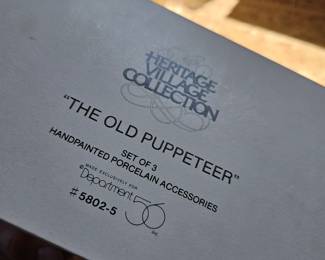 HERITAGE
VILLAGE
COLLECTION
"THE OLD PUPPETEER"
SET OF 3
HANDPAINTED PORCELAIN ACCESSORIES
MADE EXCLUSIVELY FOR
©Department 56 INC
#5802-5